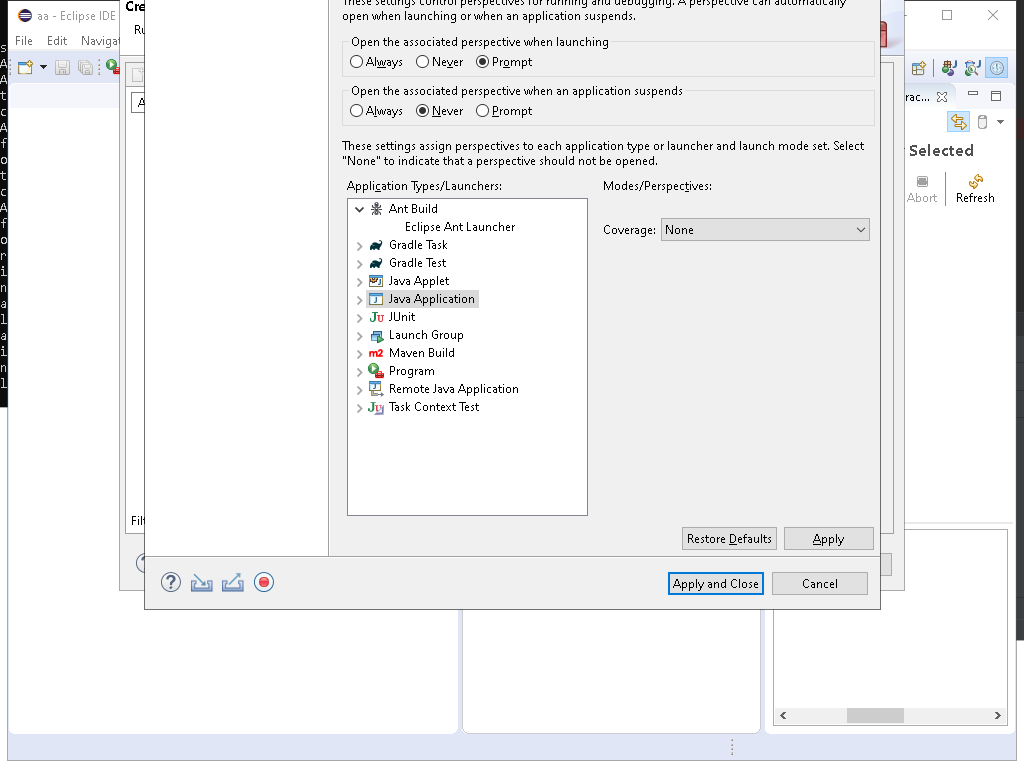 These settings control perspectives for running and debugging. A perspective can automatically
open when launching or when an application suspends.
aa - Eclipse IDE
Cre
File Edit Navigat
Ru
Open the associated perspective when launching
Always Never Prompt
Open the associated perspective when an application suspends
Always Never Prompt
rac...
These settings assign perspectives to each application type or launcher and launch mode set. Select
"None" to indicate that a perspective should not be opened.
Selected
Application Types/Launchers:
Modes/Perspectives:
Abort
Refresh
Ant Build
Eclipse Ant Launcher
Coverage:
None
Gradle Task
Gradle Test
Java Applet
Java Application
JUnit
Launch Group
Maven Build
Program
Remote Java Application
Task Context Test
Filt
Restore Defaults
Apply
Apply and Close
Cancel